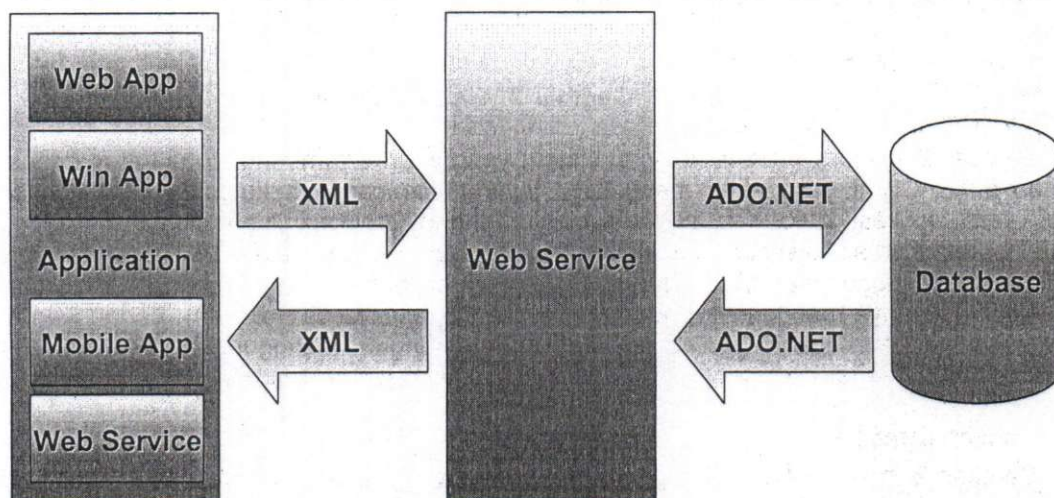 Web App
Win App
Application
Mobile App
Web Service
XML
XML
Web Service
ADO.NET
ADO.NET
Database